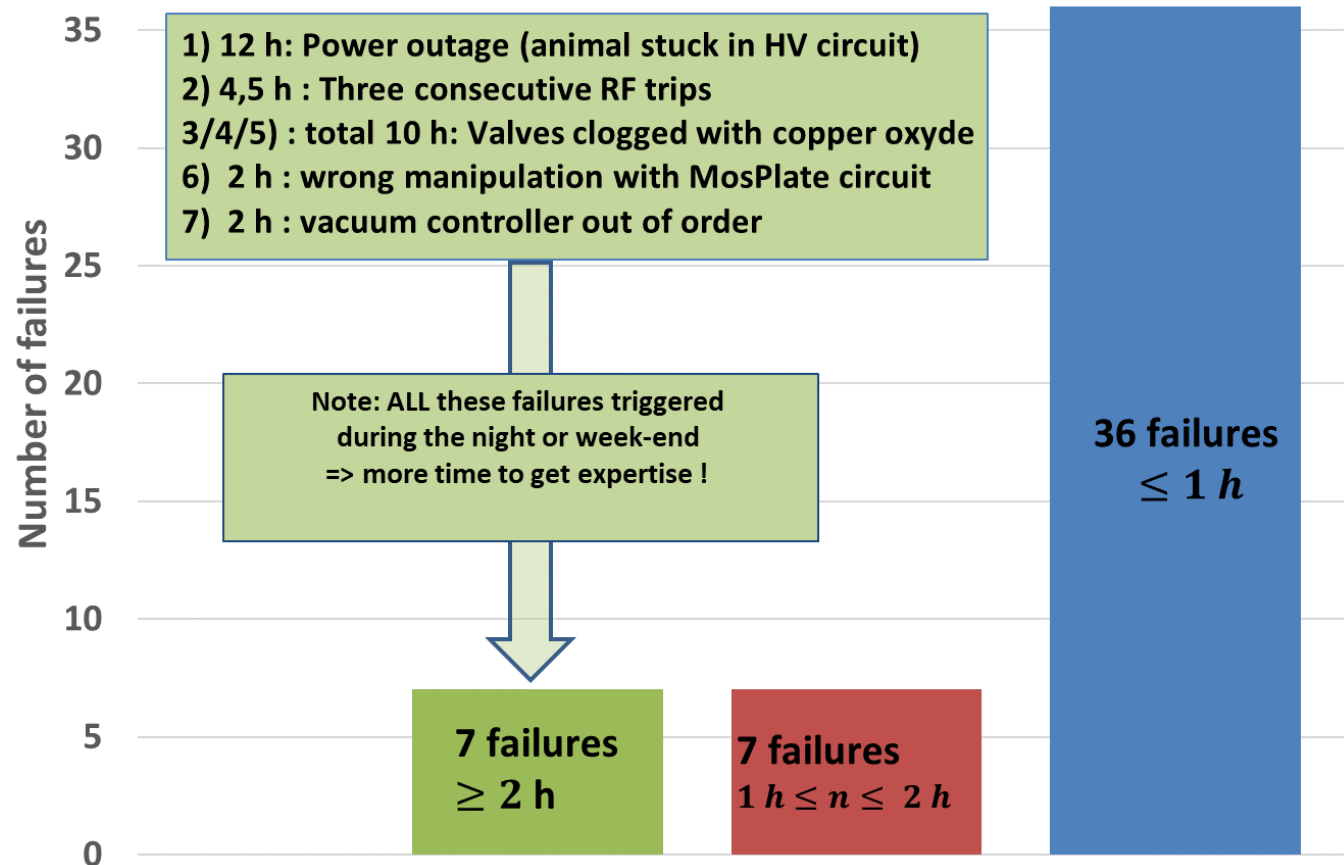 Number of failures
35
30
25
20
15
10
5
0
1) 12 h: Power outage (animal stuck in HV circuit)
2) 4,5 h : Three consecutive RF trips
3/4/5) : total 10 h: Valves clogged with copper oxyde
6)  2 h : wrong manipulation with MosPlate circuit
7)  2 h : vacuum controller out of order
Note: ALL these failures triggered
during the night or week-end
=> more time to get expertise !
7 failures
≥ 2 h
7 failures
1 h ≤ n ≤ 2 h
36 failures
≤ 1 h